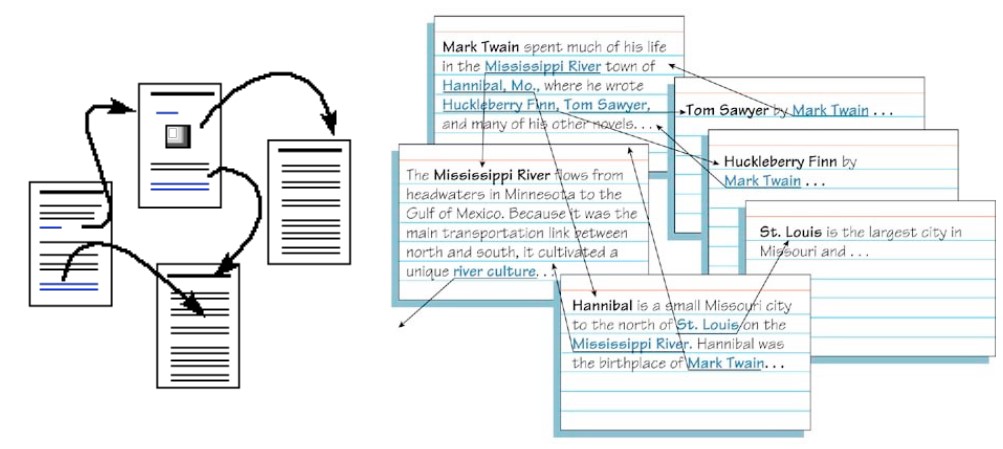 Mark Twain spent much of his life
in the Mississippi River town of
Hannibal, Mo., where he wrote
Huckleberry Finn, Tom Sawyer,
and many of his other novels. . .
Tom Sawyer by Mark Twain . . .
Huckleberry Finn by
Mark Twain . . .
The Mississippi River flows from
headwaters in Minnesota to the
Gulf of Mexico. Because it was the
main transportation link between
north and south, it cultivated a
unique river culture. . .
St. Louis is the largest city in
Missouri and . . .
Hannibal is a small Missouri city
to the north of St. Louis on the
Mississippi River. Hannibal was
the birthplace of Mark Twain. . .